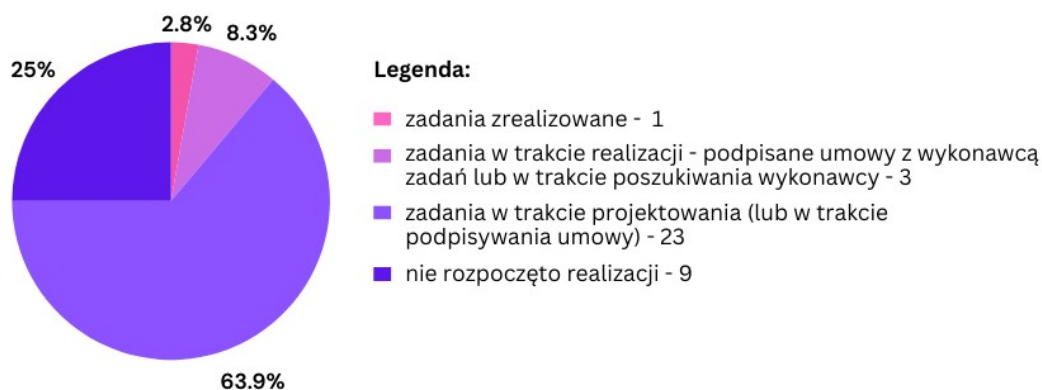 2.8%
8.3%
25%
63.9%
Legenda:
zadania zrealizowane - 1
zadania w trakcie realizacji - podpisane umowy z wykonawcą
zadań lub w trakcie poszukiwania wykonawcy - 3
zadania w trakcie projektowania (lub w trakcie
podpisywania umowy) - 23
nie rozpoczęto realizacji - 9